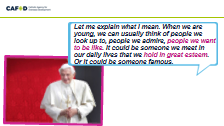 CAFOD
Let me explain what I mean. When we are
young, we can usually think of people we
look up to, people we admire, people we want
to be like. It could be someone we meet in
our daily lives that we hold in great esteem.
Or it could be someone famous.